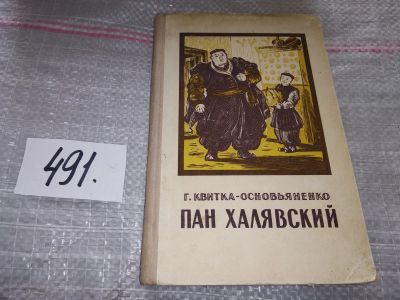 491.
Г. КВИТКА-ОСНОВЬЯНЕНКО
ПАН ХАЛЯВСКИЙ